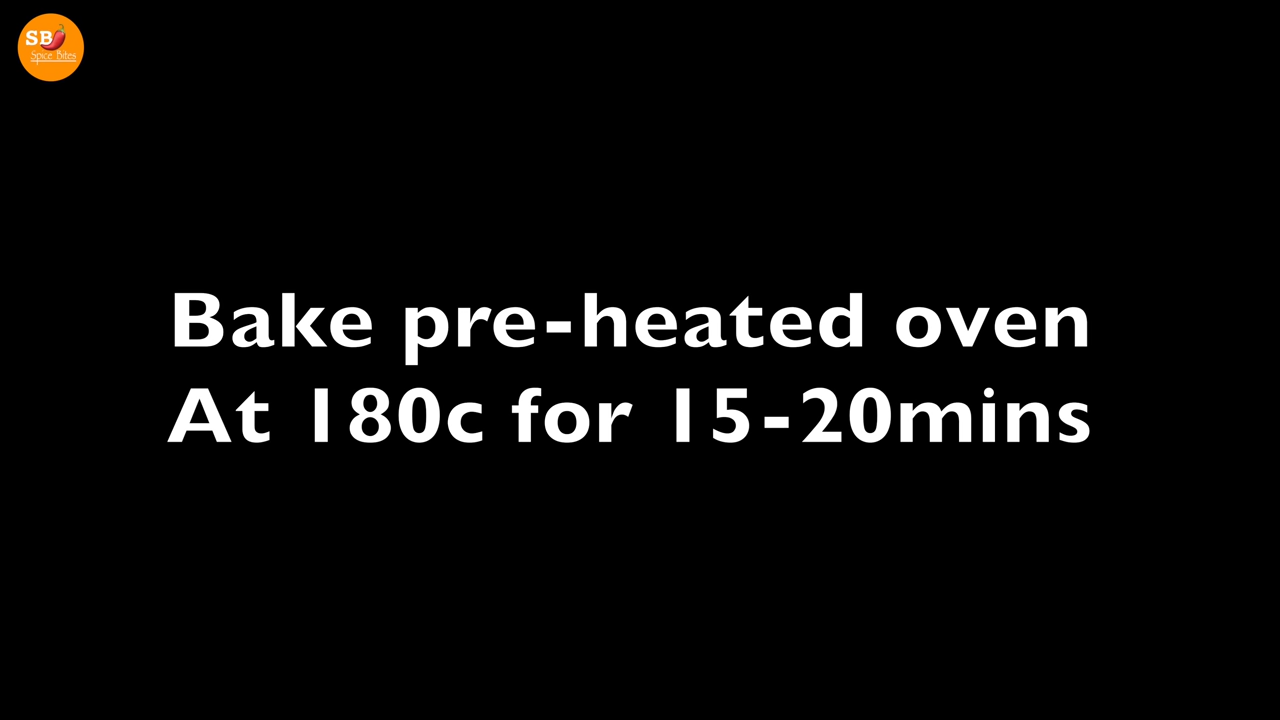 SB
Spice Bites
Bake pre-heated oven
At 180c for 15-20mins